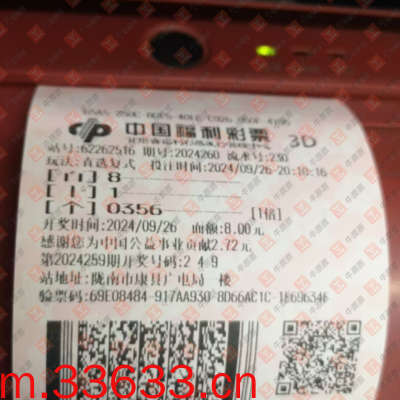 中国福利彩票 3D
站号:62262516 期号:2024260 流水号:230
玩法:直选复式 投注时间:2024/09/26-20:10:16
8
1
[个] 0356 [1倍]
开奖时间:2024/09/26 面额:8.00元
感谢您为中国公益事业贡献2.72元
第2024259期开奖号码:2 4 9
站地址:陇南市康县广电局 楼
验票码:69E08484 917AA930 8D66AC1C
m.33633.cn